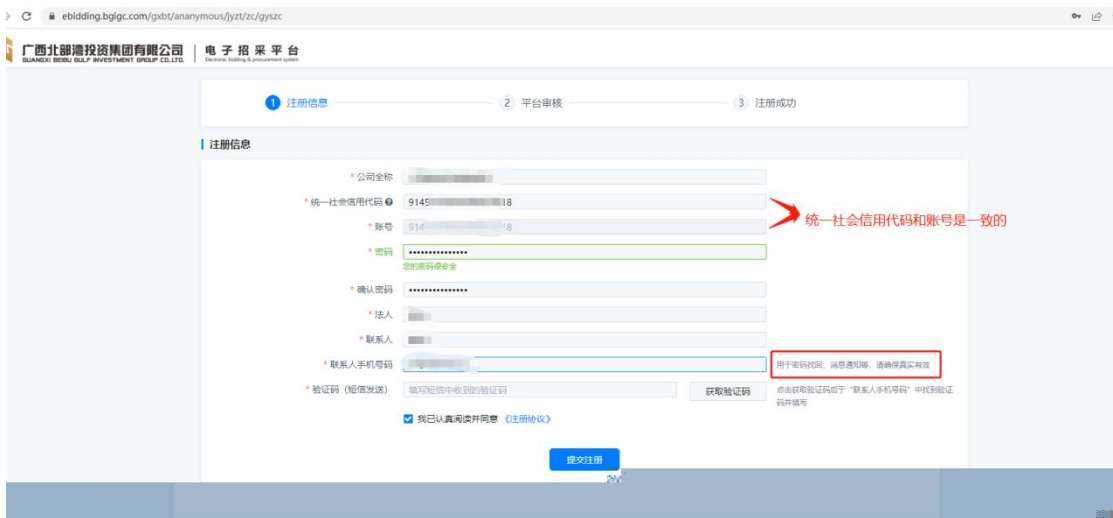 ebidding.bgigc.com/gxbt/ananymous/jyzt/zc/gyszc
广西北部湾投资集团有限公司 电子招采平台
GUANGXI BEIBU GULF INVESTMENT GROUP CO.,LTD. Electronic bidding & procurement system
1 注册信息 2 平台审核 3 注册成功
注册信息
* 公司全称
* 统一社会信用代码 9145 18
统一社会信用代码和账号是一致的
* 账号 914 18
* 密码 •••••••••••••••
您的密码很安全
* 确认密码 •••••••••••••••
* 法人
* 联系人
* 联系人手机号码 用于密码找回、消息通知等，请确保真实有效
* 验证码（短信发送） 填写短信中收到的验证码 获取验证码 点击获取验证码后于“联系人手机号码”中找到验证
码并填写
我已认真阅读并同意 《注册协议》
提交注册